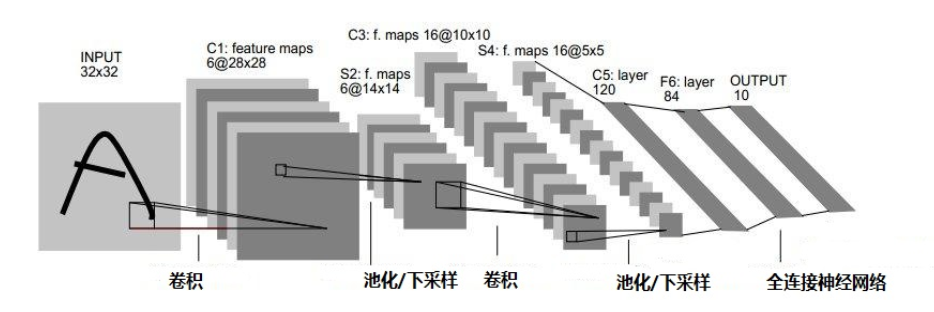 INPUT
32x32
C1: feature maps
6@28x28
S2: f. maps
6@14x14
C3: f. maps 16@10x10
S4: f. maps 16@5x5
C5: layer
120
F6: layer
84
OUTPUT
10
卷积
池化/下采样
卷积
池化/下采样
全连接神经网络